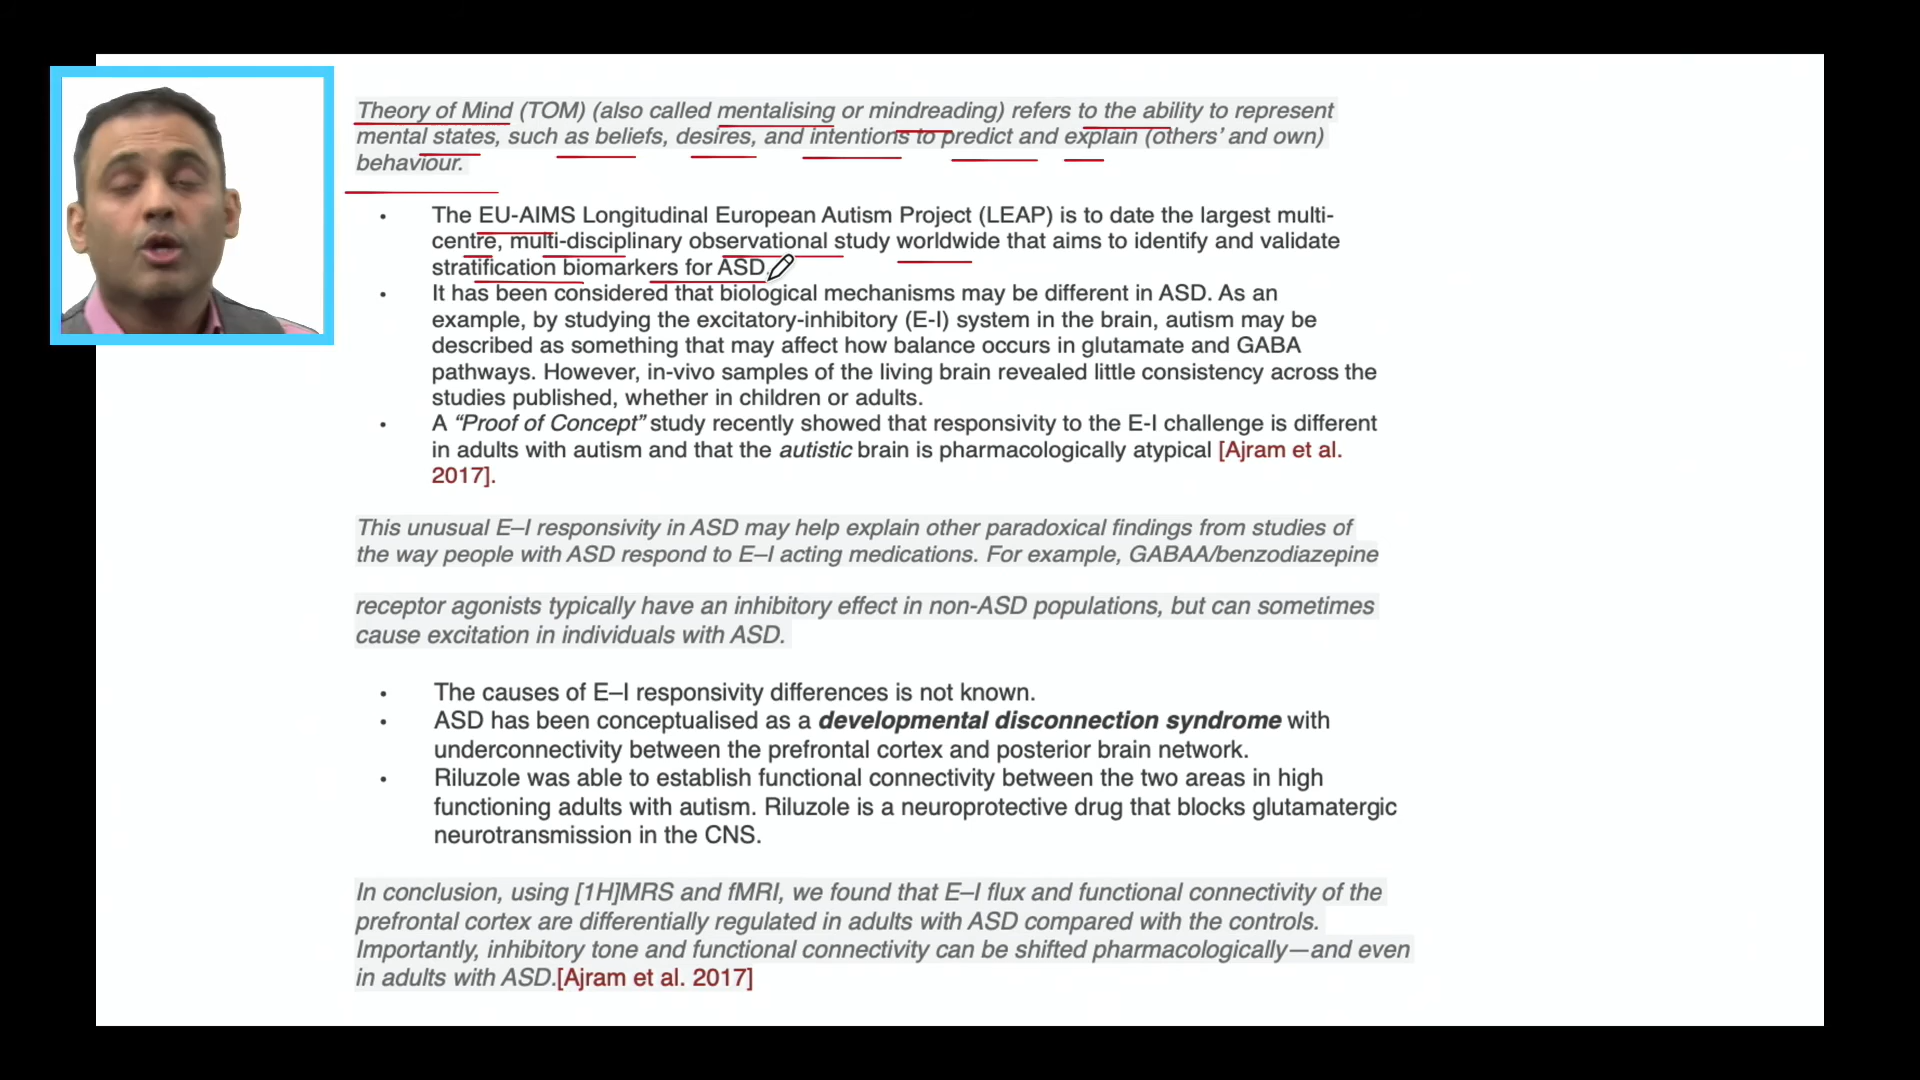 Theory of Mind (TOM) (also called mentalising or mindreading) refers to the ability to represent
mental states, such as beliefs, desires, and intentions to predict and explain (others’ and own)
behaviour.
• The EU-AIMS Longitudinal European Autism Project (LEAP) is to date the largest multi-
centre, multi-disciplinary observational study worldwide that aims to identify and validate
stratification biomarkers for ASD.
• It has been considered that biological mechanisms may be different in ASD. As an
example, by studying the excitatory-inhibitory (E-I) system in the brain, autism may be
described as something that may affect how balance occurs in glutamate and GABA
pathways. However, in-vivo samples of the living brain revealed little consistency across the
studies published, whether in children or adults.
• A “Proof of Concept” study recently showed that responsivity to the E-I challenge is different
in adults with autism and that the autistic brain is pharmacologically atypical [Ajram et al.
2017].
This unusual E–I responsivity in ASD may help explain other paradoxical findings from studies of
the way people with ASD respond to E–I acting medications. For example, GABAA/benzodiazepine
receptor agonists typically have an inhibitory effect in non-ASD populations, but can sometimes
cause excitation in individuals with ASD.
• The causes of E–I responsivity differences is not known.
• ASD has been conceptualised as a developmental disconnection syndrome with
underconnectivity between the prefrontal cortex and posterior brain network.
• Riluzole was able to establish functional connectivity between the two areas in high
functioning adults with autism. Riluzole is a neuroprotective drug that blocks glutamatergic
neurotransmission in the CNS.
In conclusion, using [1H]MRS and fMRI, we found that E–I flux and functional connectivity of the
prefrontal cortex are differentially regulated in adults with ASD compared with the controls.
Importantly, inhibitory tone and functional connectivity can be shifted pharmacologically—and even
in adults with ASD.[Ajram et al. 2017]